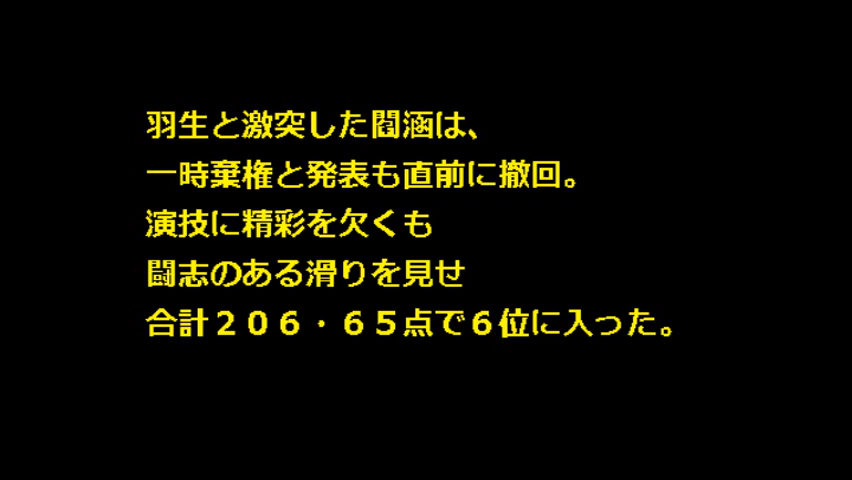 羽生と激突した閻涵は、
一時棄権と発表も直前に撤回。
演技に精彩を欠くも
闘志のある滑りを見せ
合計２０６・６５点で６位に入った。